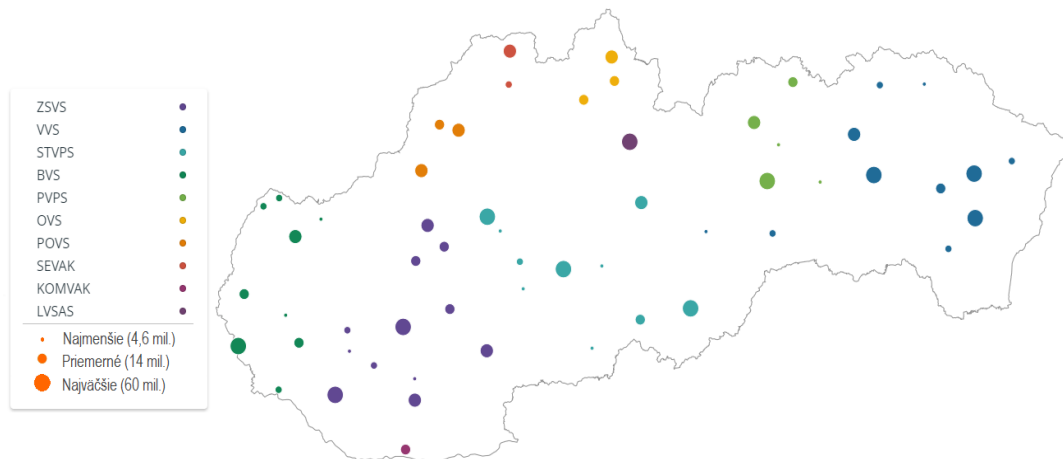 ZSVS
VVS
STVPS
BVS
PVPS
OVS
POVS
SEVAK
KOMVAK
LVSAS
Najmenšie (4,6 mil.)
Priemerné (14 mil.)
Najväčšie (60 mil.)